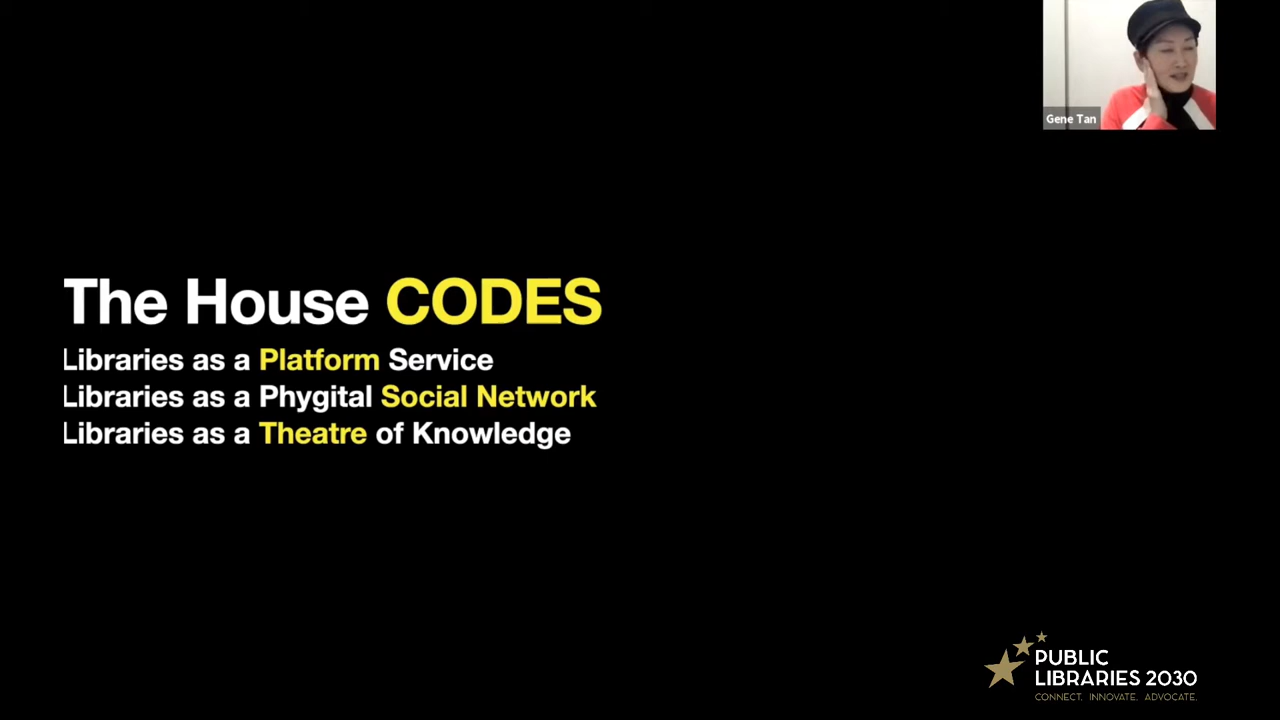 Gene Tan
The House CODES
Libraries as a Platform Service
Libraries as a Phygital Social Network
Libraries as a Theatre of Knowledge
PUBLIC
LIBRARIES 2030
CONNECT. INNOVATE. ADVOCATE.